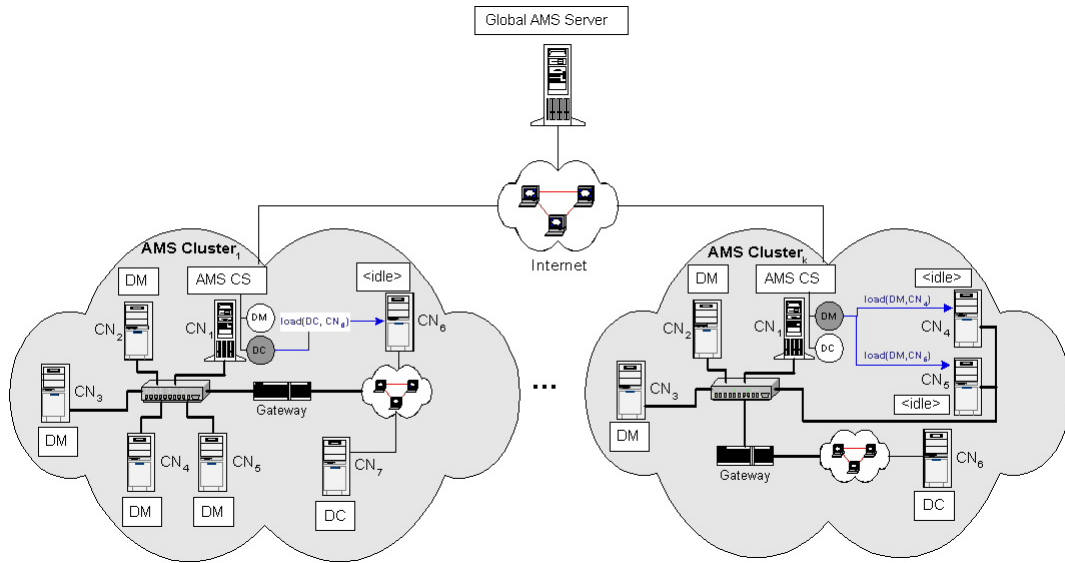 Global AMS Server
Internet
AMS Cluster1
DM
AMS CS
<idle>
CN2
CN1
DM
DC
load(DC, CN6)
CN6
CN3
DM
Gateway
CN4
DM
CN5
DM
CN7
DC
...
AMS Clusterk
DM
AMS CS
<idle>
CN2
CN1
DM
DC
load(DM,CN4)
CN4
load(DM,CN5)
CN5
<idle>
CN3
DM
Gateway
CN6
DC